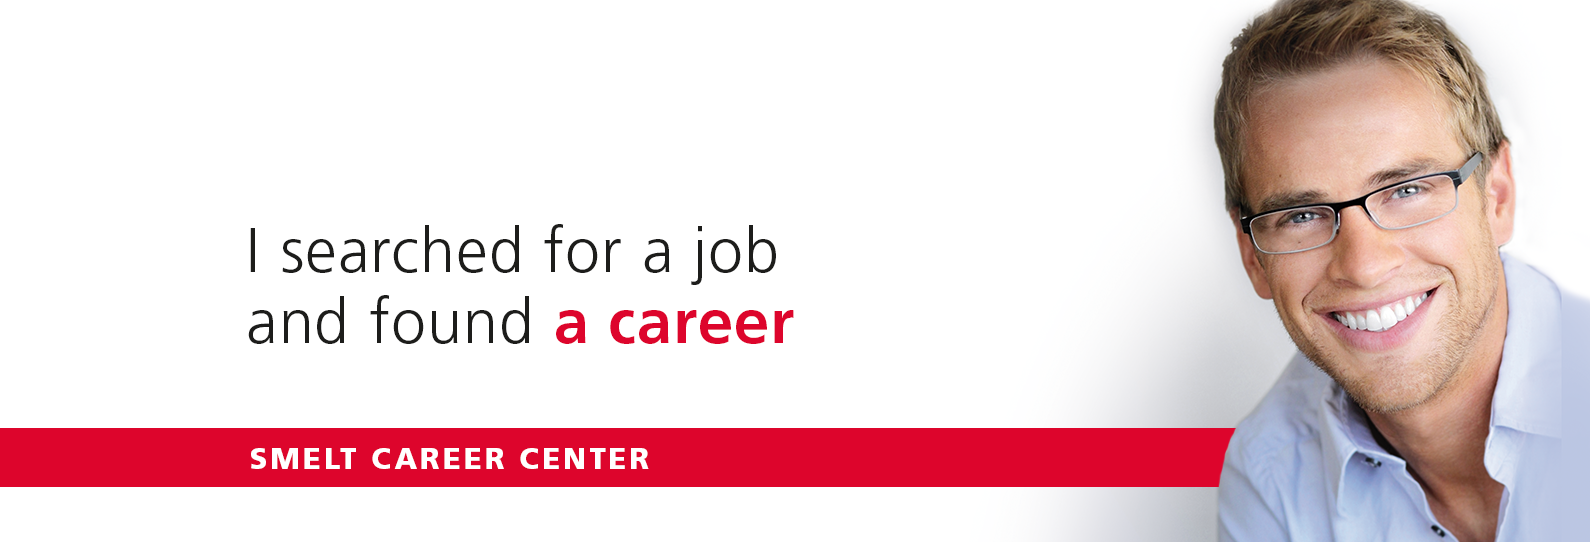 I searched for a job
and found a career
SMELT CAREER CENTER